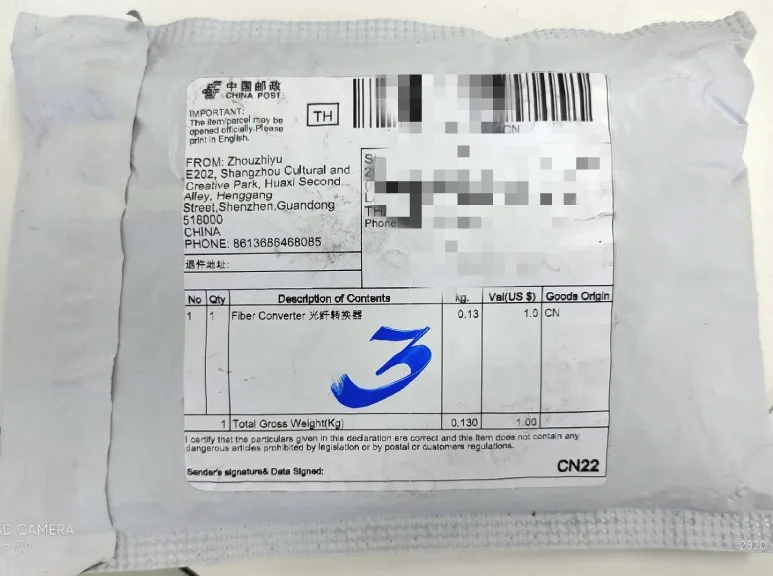 中国邮政
CHINA POST
IMPORTANT:
The item/parcel may be
opened officially.Please
print in English.
TH
CN
FROM: Zhouzhiyu
E202, Shangzhou Cultural and
Creative Park, Huaxi Second
Alley, Henggang
Street,Shenzhen,Guandong
518000
CHINA
PHONE: 8613686468085
Phone:
退件地址:
No Qty Description of Contents kg. Val(US $) Goods Origin
1 1 Fiber Converter 光纤转换器 0.13 1.0 CN
3
1 Total Gross Weight(Kg) 0.130 1.00
I certify that the particulars given in this declaration are correct and this item does not contain any
dangerous articles prohibited by legislation or by postal or customers regulations.
Sender's signature& Data Signed:
CN22
CAMERA
2020